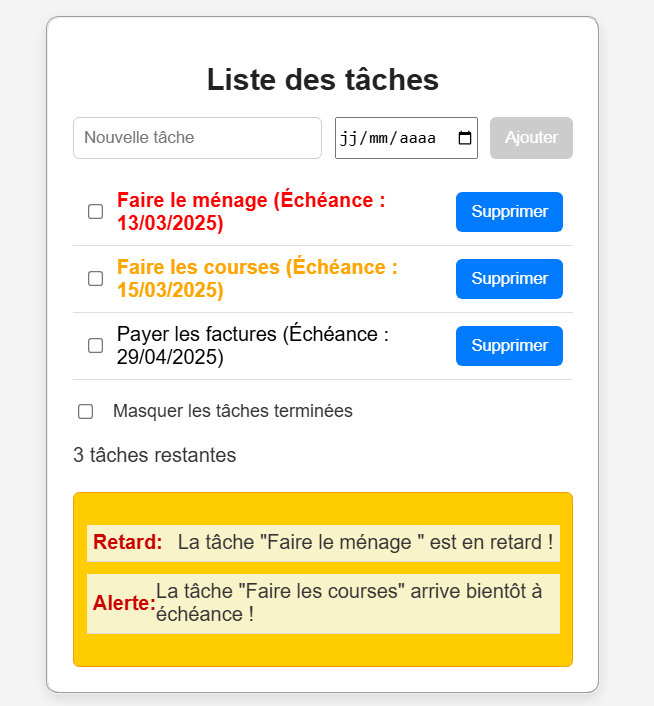 Liste des tâches
Nouvelle tâche jj/mm/aaaa Ajouter
Faire le ménage (Échéance :
13/03/2025)
Supprimer
Faire les courses (Échéance :
15/03/2025)
Supprimer
Payer les factures (Échéance :
29/04/2025)
Supprimer
Masquer les tâches terminées
3 tâches restantes
Retard: La tâche "Faire le ménage " est en retard !
Alerte: La tâche "Faire les courses" arrive bientôt à
échéance !